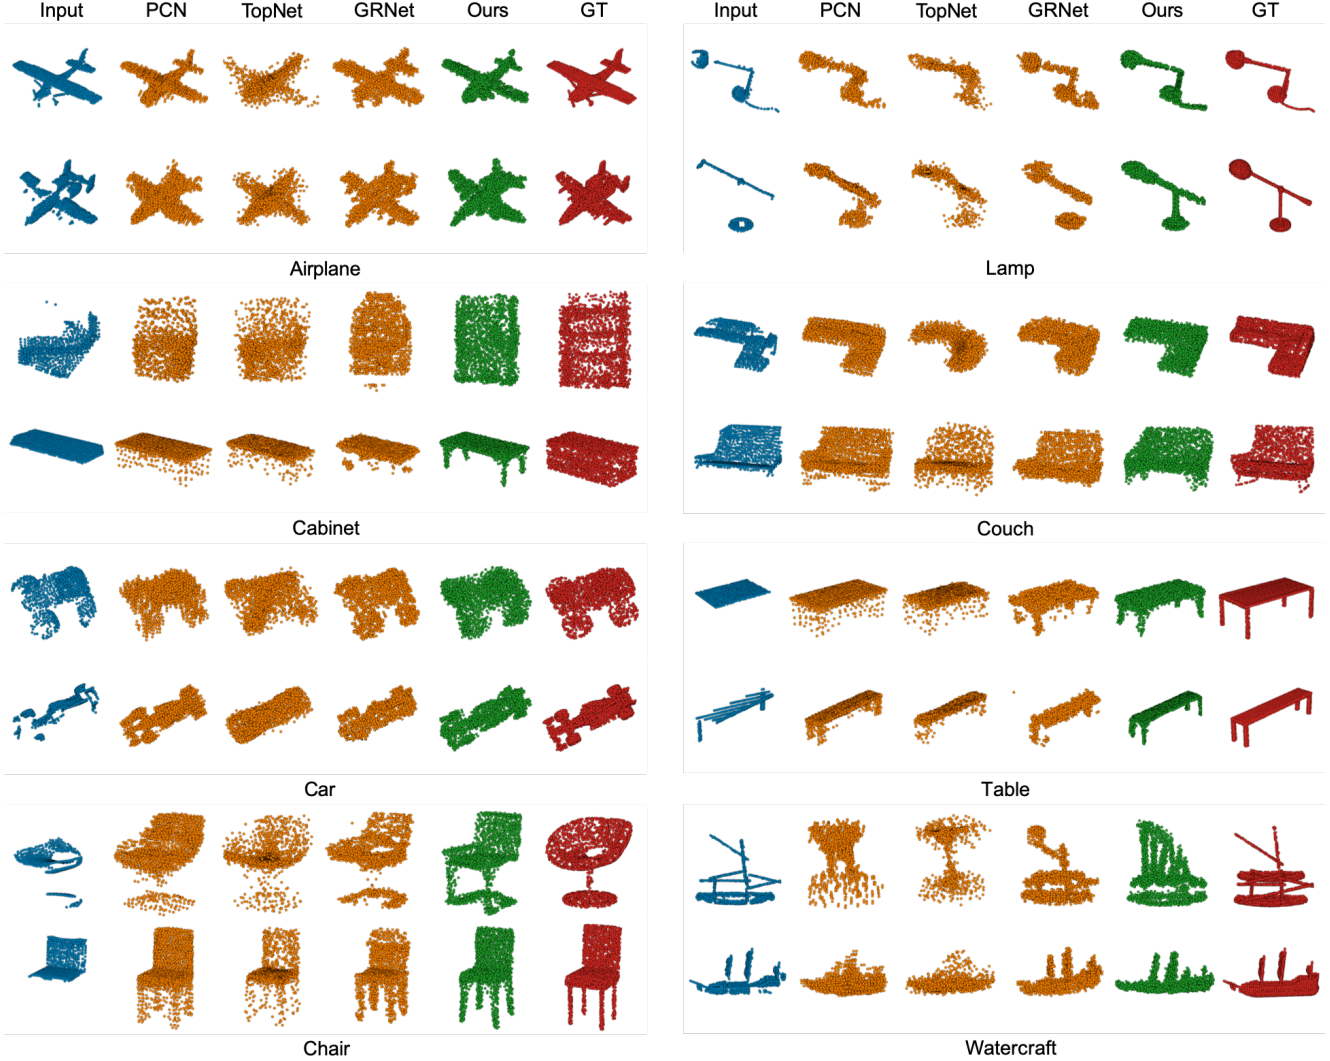 Input PCN TopNet GRNet Ours GT
Input PCN TopNet GRNet Ours GT
Airplane
Lamp
Cabinet
Couch
Car
Table
Chair
Watercraft